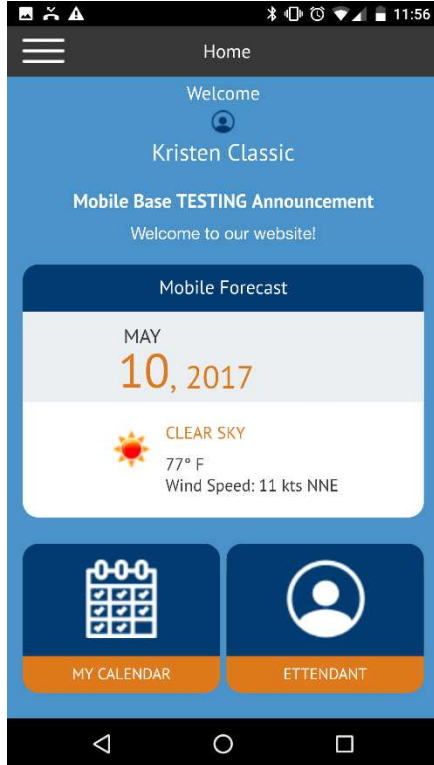 11:56
Home
Welcome
Kristen Classic
Mobile Base TESTING Announcement
Welcome to our website!
Mobile Forecast
MAY
10, 2017
CLEAR SKY
77° F
Wind Speed: 11 kts NNE
MY CALENDAR
ETTENDANT